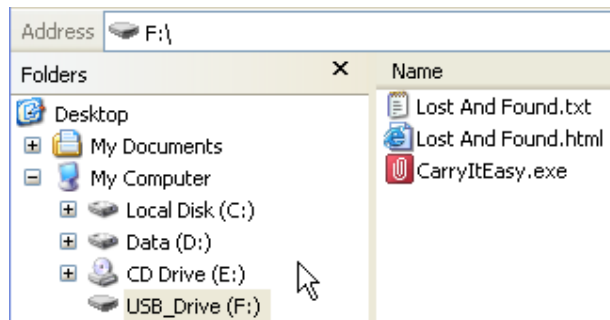 Address F:\
Folders X Name
Desktop
My Documents
My Computer
Local Disk (C:)
Data (D:)
CD Drive (E:)
USB_Drive (F:)
Lost And Found.txt
Lost And Found.html
CarryItEasy.exe